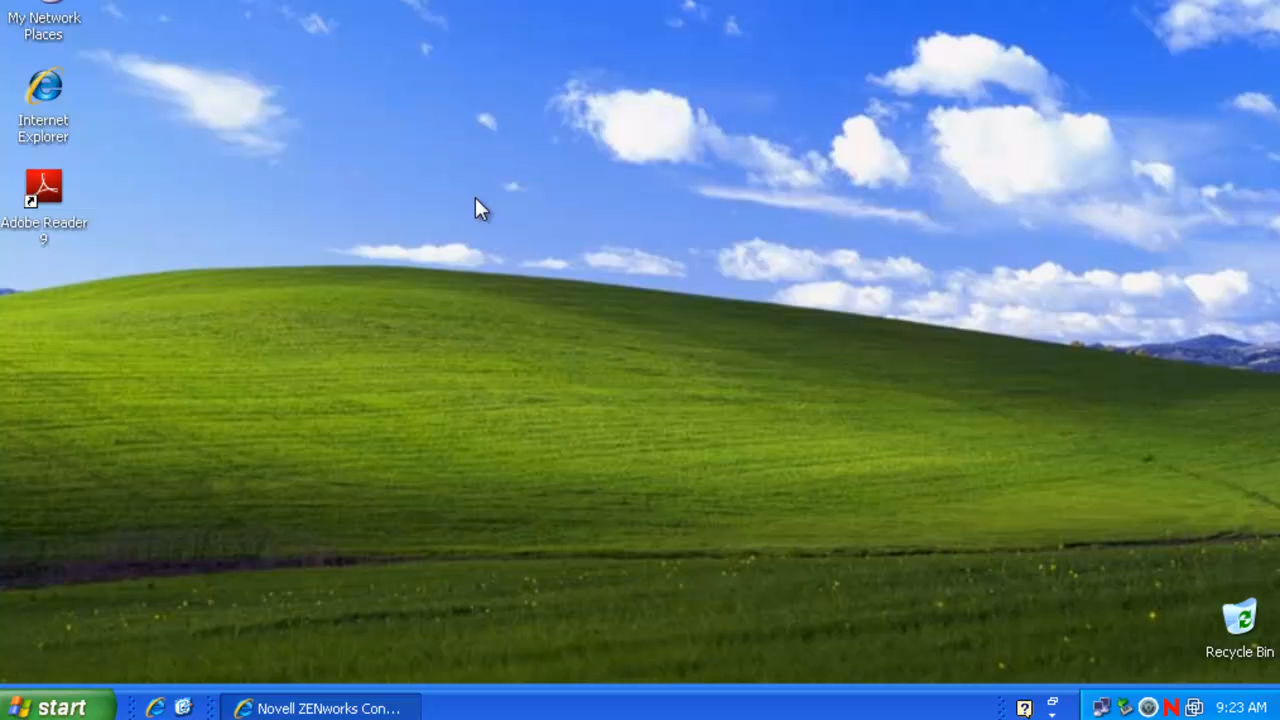 My Network
Places
Internet
Explorer
Adobe Reader
9
Recycle Bin
start
Novell ZENworks Con...
?
N
9:23 AM